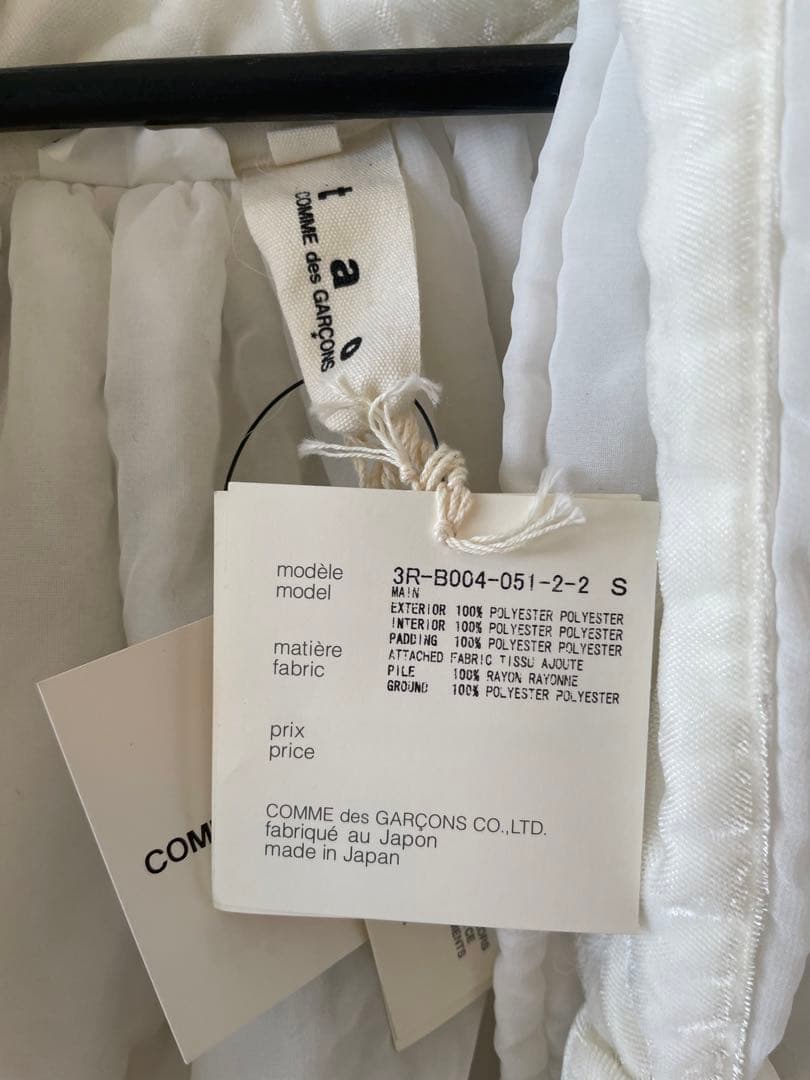 t a o
COMME des GARÇONS
modèle
model
3R-B004-051-2-2 S
MAIN
EXTERIOR 100% POLYESTER POLYESTER
INTERIOR 100% POLYESTER POLYESTER
PADDING 100% POLYESTER POLYESTER
matière
fabric
ATTACHED FABRIC TISSU AJOUTE
PILE 100% RAYON RAYONNE
GROUND 100% POLYESTER POLYESTER
prix
price
COMME des GARÇONS CO.,LTD.
fabriqué au Japon
made in Japan
COM